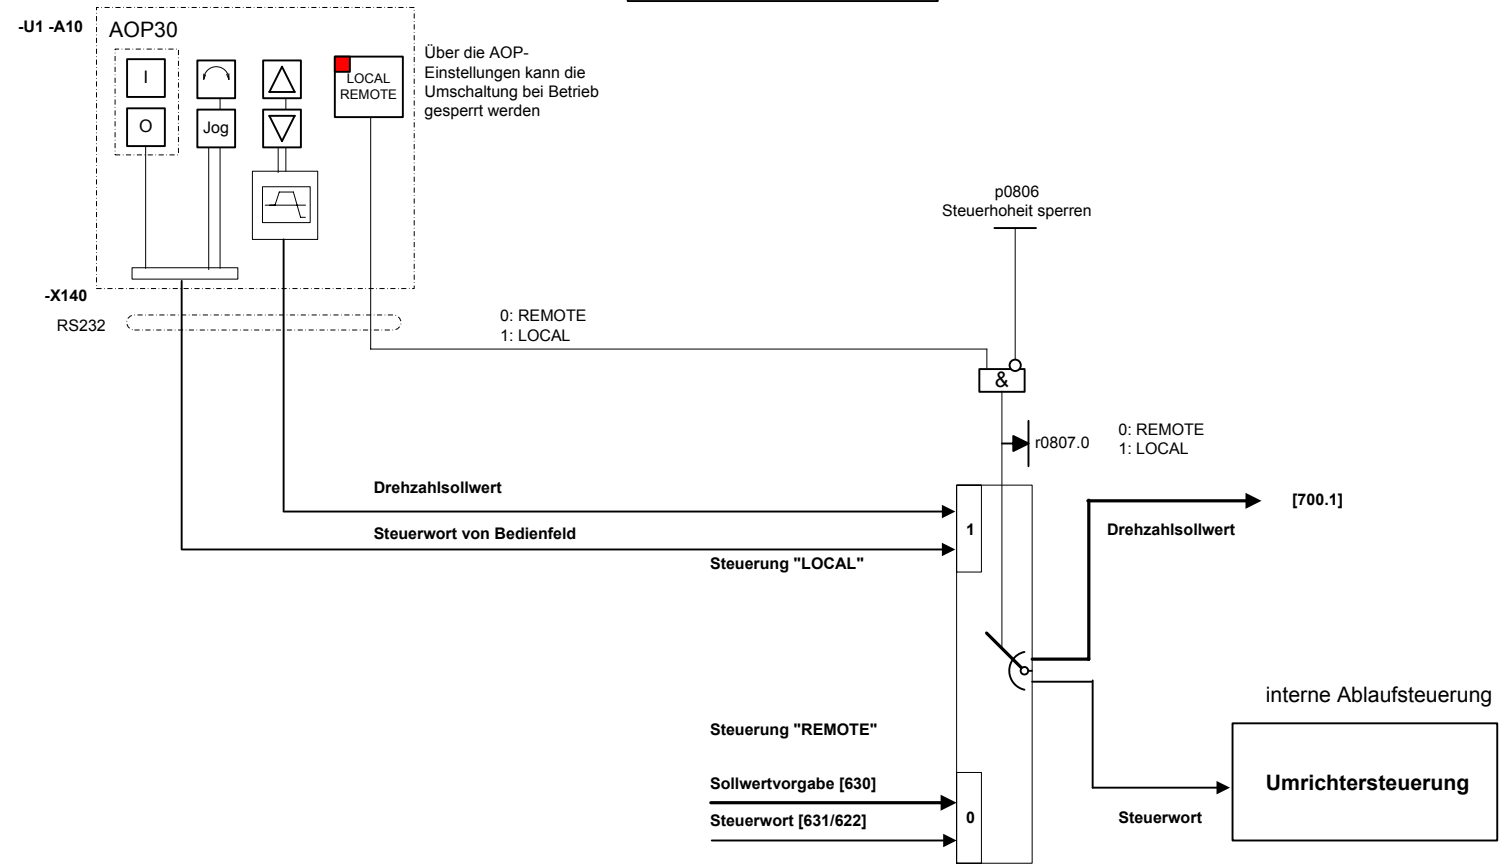 -U1 -A10
AOP30
I
O
Jog
LOCAL
REMOTE
Über die AOP-
Einstellungen kann die
Umschaltung bei Betrieb
gesperrt werden
p0806
Steuerhoheit sperren
-X140
RS232
0: REMOTE
1: LOCAL
&
r0807.0
0: REMOTE
1: LOCAL
Drehzahlsollwert
Steuerwort von Bedienfeld
Steuerung "LOCAL"
1
[700.1]
Drehzahlsollwert
interne Ablaufsteuerung
Umrichtersteuerung
Steuerwort
Steuerung "REMOTE"
Sollwertvorgabe [630]
Steuerwort [631/622]
0